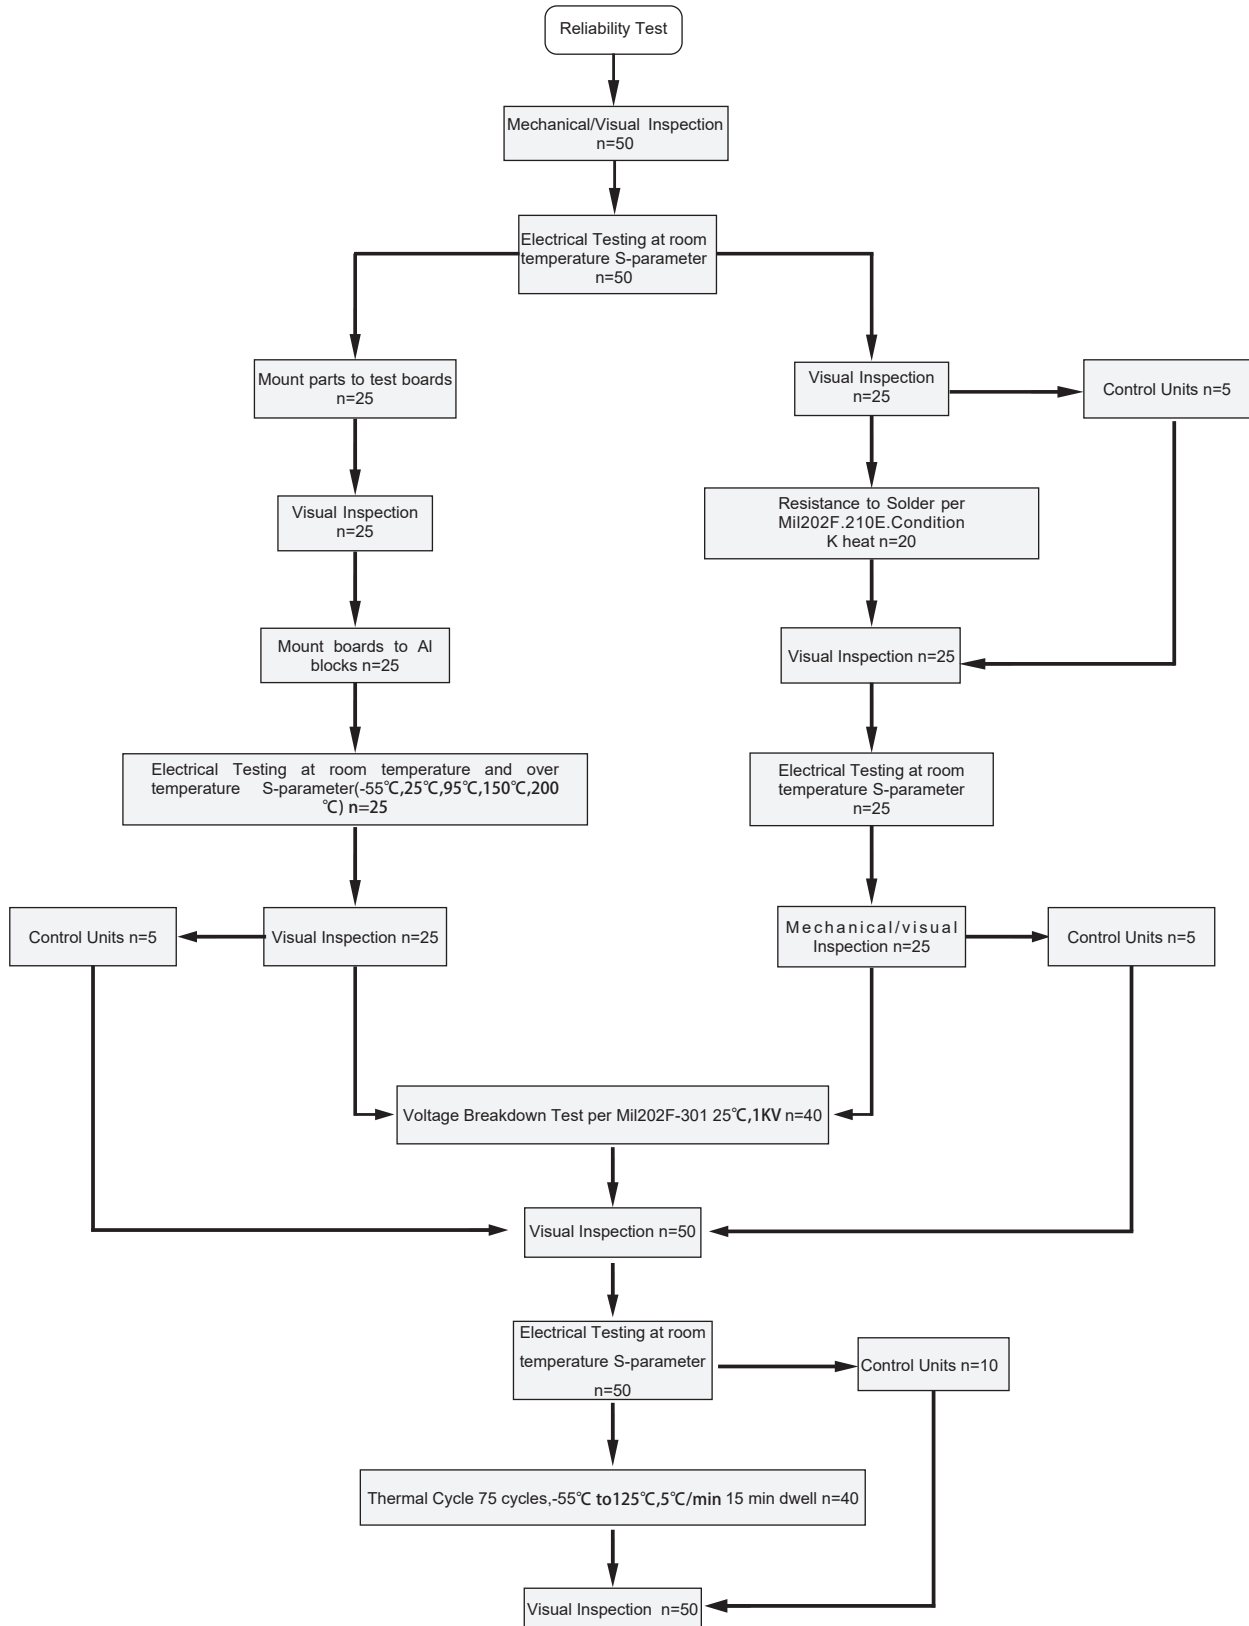 Reliability Test
Mechanical/Visual Inspection
n=50
Electrical Testing at room
temperature S-parameter
n=50
Mount parts to test boards
n=25
Visual Inspection
n=25
Control Units n=5
Visual Inspection
n=25
Resistance to Solder per
Mil202F.210E.Condition
K heat n=20
Mount boards to Al
blocks n=25
Visual Inspection n=25
Electrical Testing at room temperature and over
temperature S-parameter(-55℃,25℃,95℃,150℃,200
℃) n=25
Electrical Testing at room
temperature S-parameter
n=25
Control Units n=5
Visual Inspection n=25
Mechanical/visual
Inspection n=25
Control Units n=5
Voltage Breakdown Test per Mil202F-301 25℃,1KV n=40
Visual Inspection n=50
Electrical Testing at room
temperature S-parameter
n=50
Control Units n=10
Thermal Cycle 75 cycles,-55℃ to125℃,5℃/min 15 min dwell n=40
Visual Inspection n=50